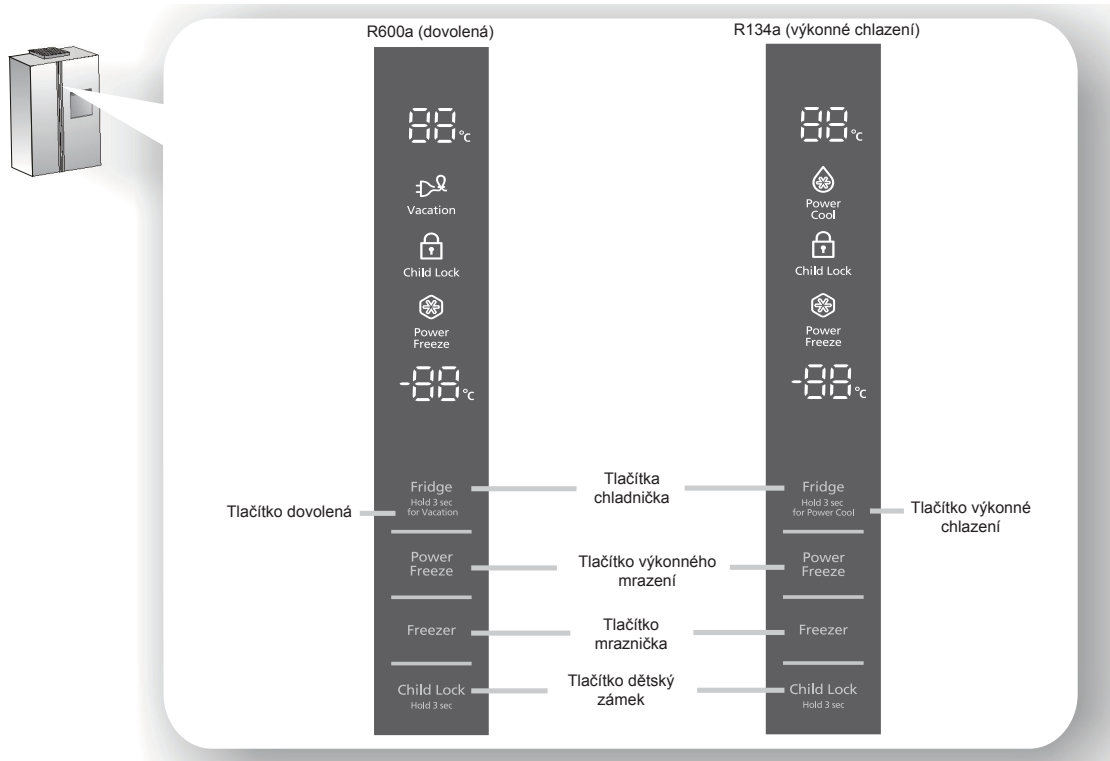 R600a (dovolená)
88 °C
Vacation
Child Lock
Power
Freeze
-88 °C
Fridge
Hold 3 sec
for Vacation
Power
Freeze
Freezer
Child Lock
Hold 3 sec
Tlačítko dovolená
Tlačítka
chladnička
Tlačítko výkonného
mrazení
Tlačítko
mraznička
Tlačítko dětský
zámek
R134a (výkonné chlazení)
88 °C
Power
Cool
Child Lock
Power
Freeze
-88 °C
Fridge
Hold 3 sec
for Power Cool
Power
Freeze
Freezer
Child Lock
Hold 3 sec
Tlačítko výkonné
chlazení